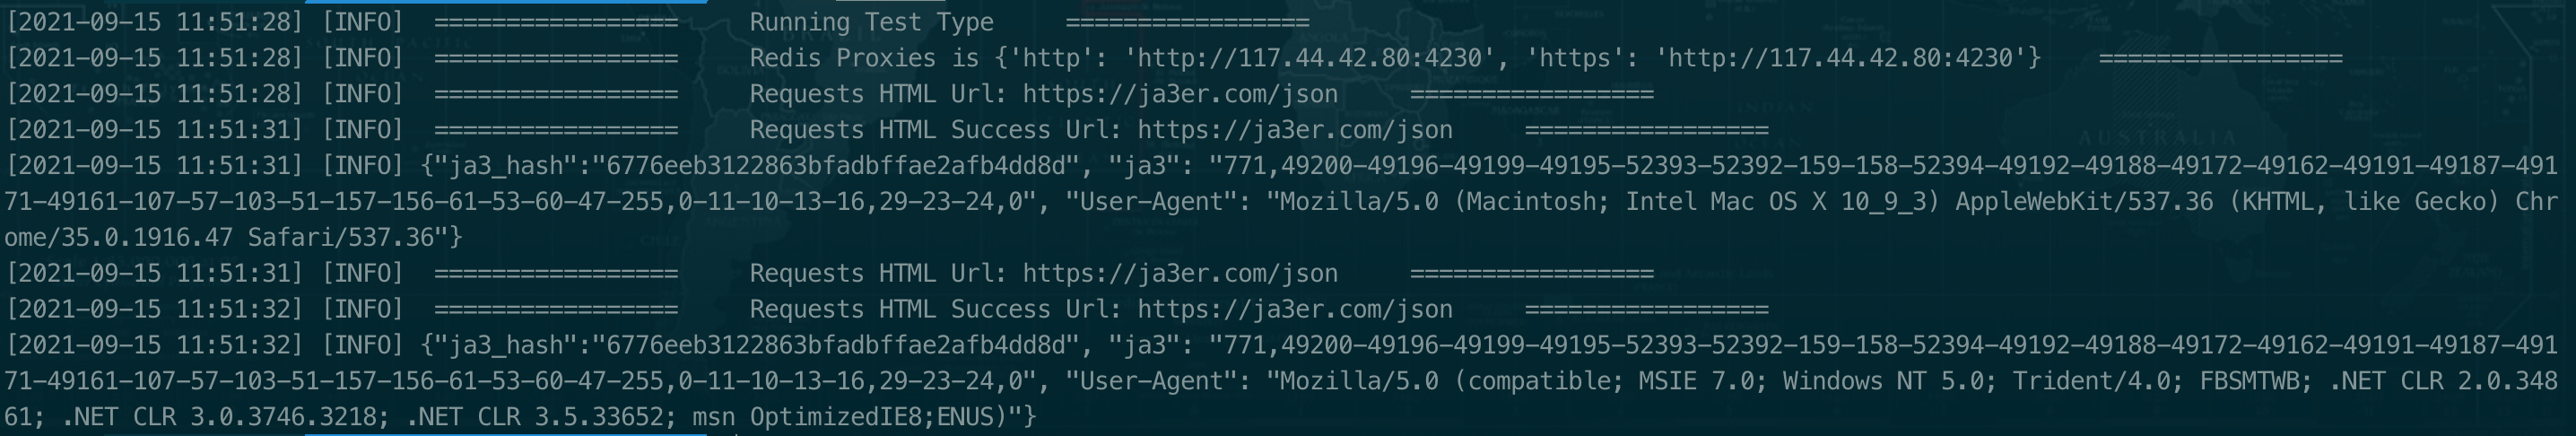 [2021-09-15 11:51:28] [INFO]  =================     Running Test Type     =================
[2021-09-15 11:51:28] [INFO]  =================     Redis Proxies is {'http': 'http://117.44.42.80:4230', 'https': 'http://117.44.42.80:4230'}    =================
[2021-09-15 11:51:28] [INFO]  =================     Requests HTML Url: https://ja3er.com/json     =================
[2021-09-15 11:51:31] [INFO]  =================     Requests HTML Success Url: https://ja3er.com/json     =================
[2021-09-15 11:51:31] [INFO] {"ja3_hash":"6776eeb3122863bfadbffae2afb4dd8d", "ja3": "771,49200-49196-49199-49195-52393-52392-159-158-52394-49192-49188-49172-49162-49191-49187-491
71-49161-107-57-103-51-157-156-61-53-60-47-255,0-11-10-13-16,29-23-24,0", "User-Agent": "Mozilla/5.0 (Macintosh; Intel Mac OS X 10_9_3) AppleWebKit/537.36 (KHTML, like Gecko) Chr
ome/35.0.1916.47 Safari/537.36"}
[2021-09-15 11:51:31] [INFO]  =================     Requests HTML Url: https://ja3er.com/json     =================
[2021-09-15 11:51:32] [INFO]  =================     Requests HTML Success Url: https://ja3er.com/json     =================
[2021-09-15 11:51:32] [INFO] {"ja3_hash":"6776eeb3122863bfadbffae2afb4dd8d", "ja3": "771,49200-49196-49199-49195-52393-52392-159-158-52394-49192-49188-49172-49162-49191-49187-491
71-49161-107-57-103-51-157-156-61-53-60-47-255,0-11-10-13-16,29-23-24,0", "User-Agent": "Mozilla/5.0 (compatible; MSIE 7.0; Windows NT 5.0; Trident/4.0; FBSMTWB; .NET CLR 2.0.348
61; .NET CLR 3.0.3746.3218; .NET CLR 3.5.33652; msn OptimizedIE8;ENUS)"}
AUSTRALIA